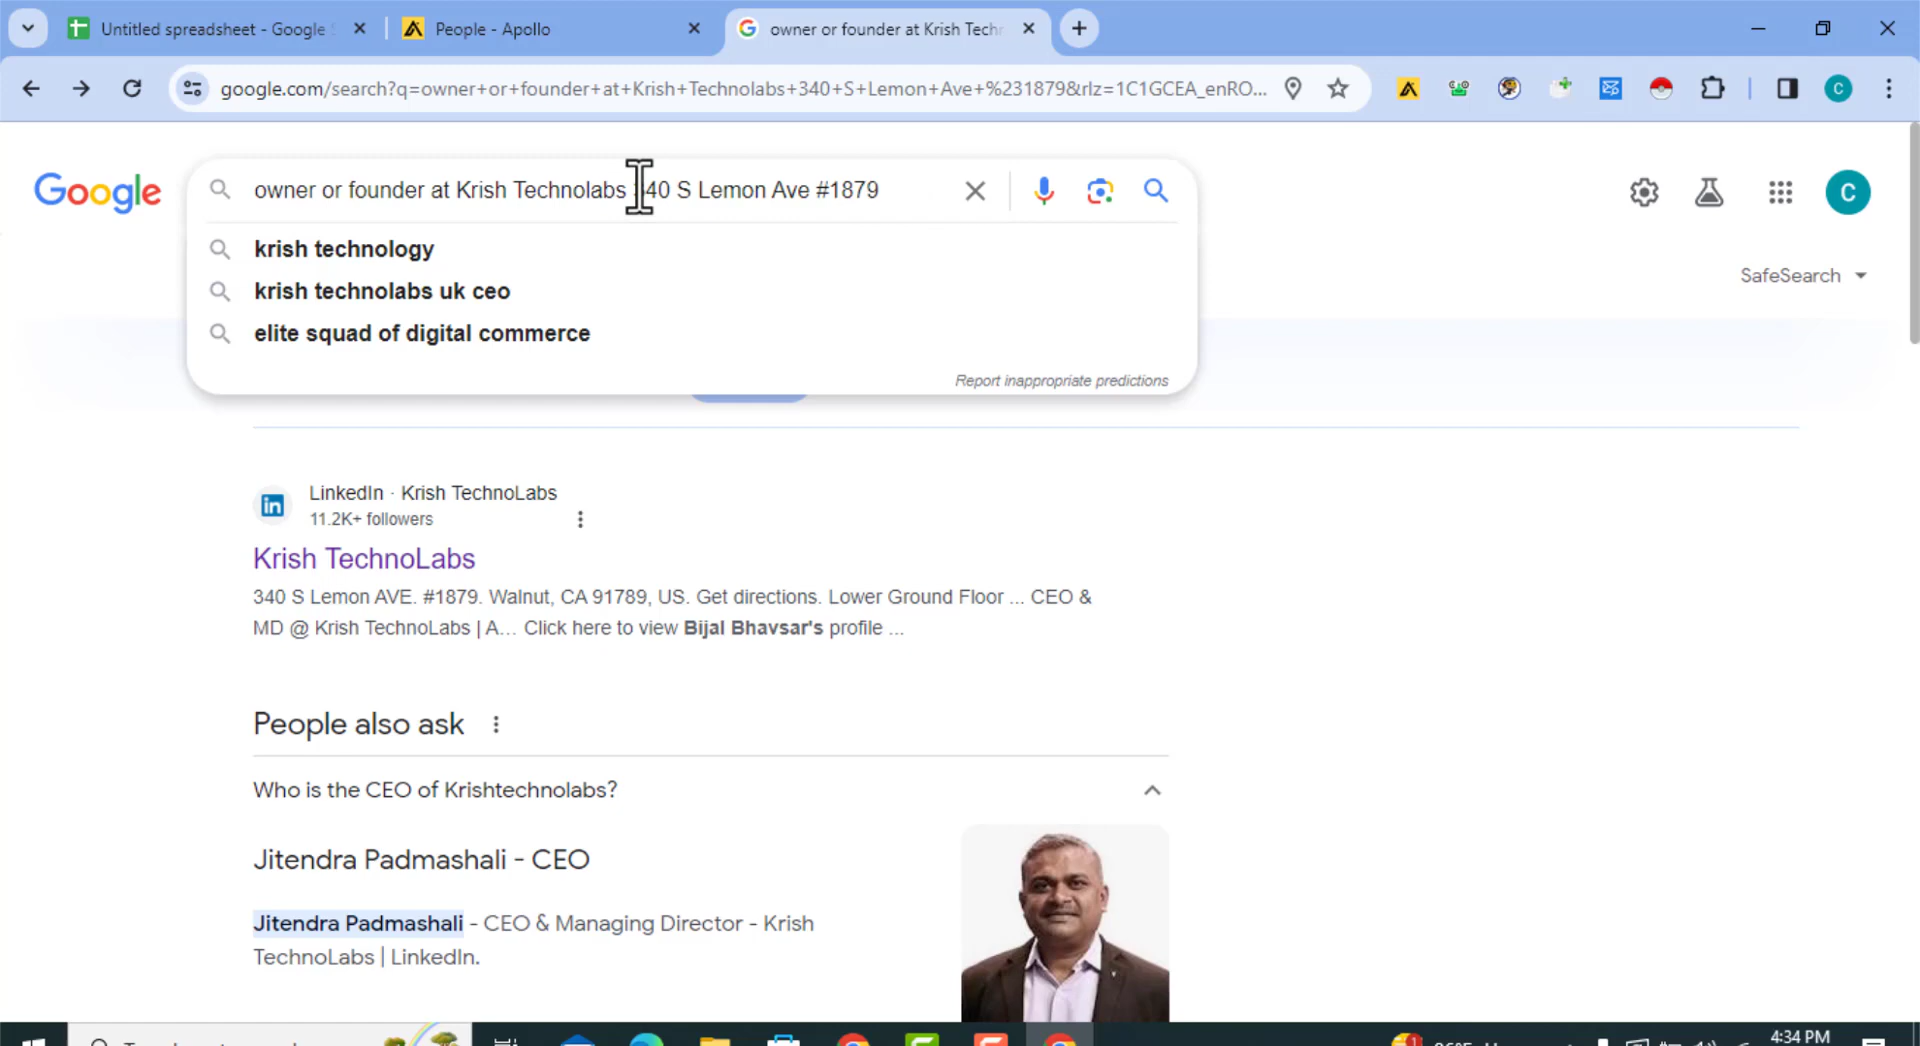 Untitled spreadsheet - Google S
People - Apollo
owner or founder at Krish Techn
google.com/search?q=owner+or+founder+at+Krish+Technolabs+340+S+Lemon+Ave+%231879&rlz=1C1GCEA_enRO...
C
Google
owner or founder at Krish Technolabs 340 S Lemon Ave #1879
C
krish technology
krish technolabs uk ceo
elite squad of digital commerce
Report inappropriate predictions
SafeSearch
LinkedIn · Krish TechnoLabs
11.2K+ followers
Krish TechnoLabs
340 S Lemon AVE. #1879. Walnut, CA 91789, US. Get directions. Lower Ground Floor ... CEO &
MD @ Krish TechnoLabs | A... Click here to view Bijal Bhavsar's profile ...
People also ask
Who is the CEO of Krishtechnolabs?
Jitendra Padmashali - CEO
Jitendra Padmashali - CEO & Managing Director - Krish
TechnoLabs | LinkedIn.
4:34 PM